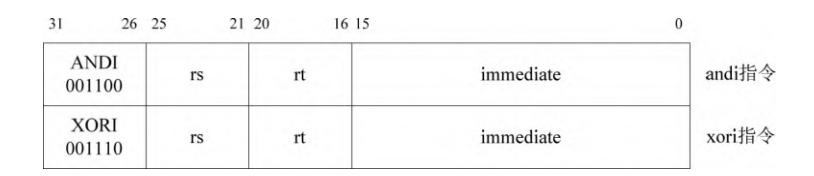 31 26 25 21 20 16 15 0
ANDI
001100 rs rt immediate andi指令
XORI
001110 rs rt immediate xori指令